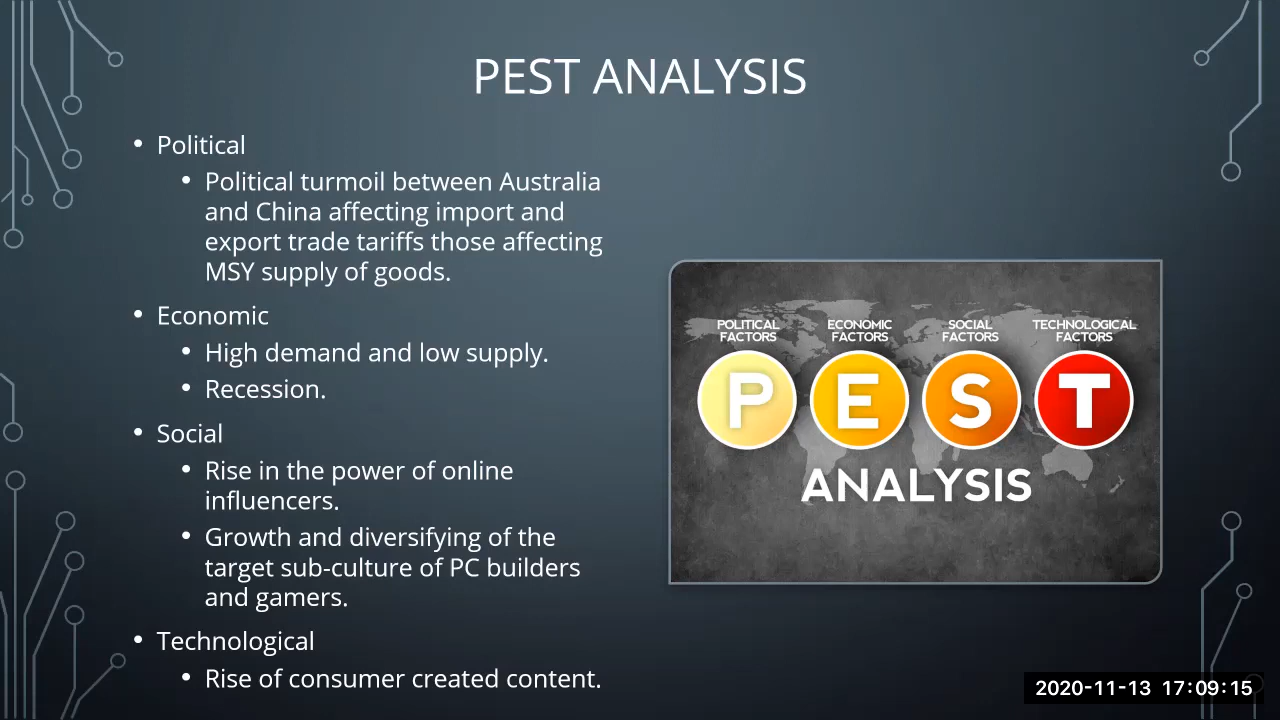 PEST ANALYSIS
• Political
• Political turmoil between Australia
and China affecting import and
export trade tariffs those affecting
MSY supply of goods.
• Economic
• High demand and low supply.
• Recession.
• Social
• Rise in the power of online
influencers.
• Growth and diversifying of the
target sub-culture of PC builders
and gamers.
• Technological
• Rise of consumer created content.
POLITICAL FACTORS
ECONOMIC FACTORS
SOCIAL FACTORS
TECHNOLOGICAL FACTORS
P E S T
ANALYSIS
2020-11-13 17:09:15